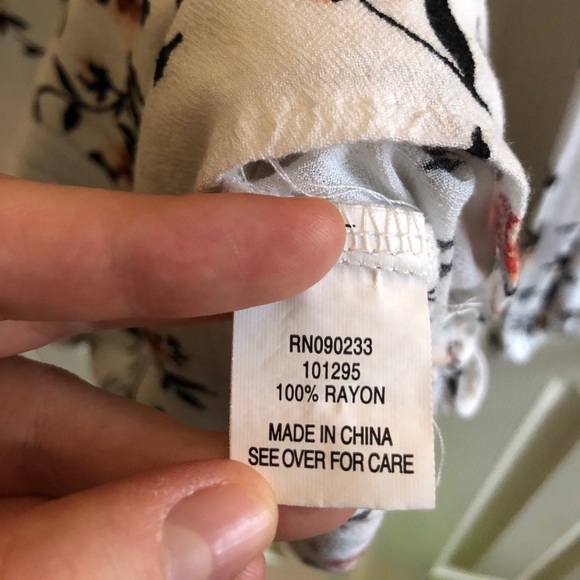 RN090233
101295
100% RAYON
MADE IN CHINA
SEE OVER FOR CARE